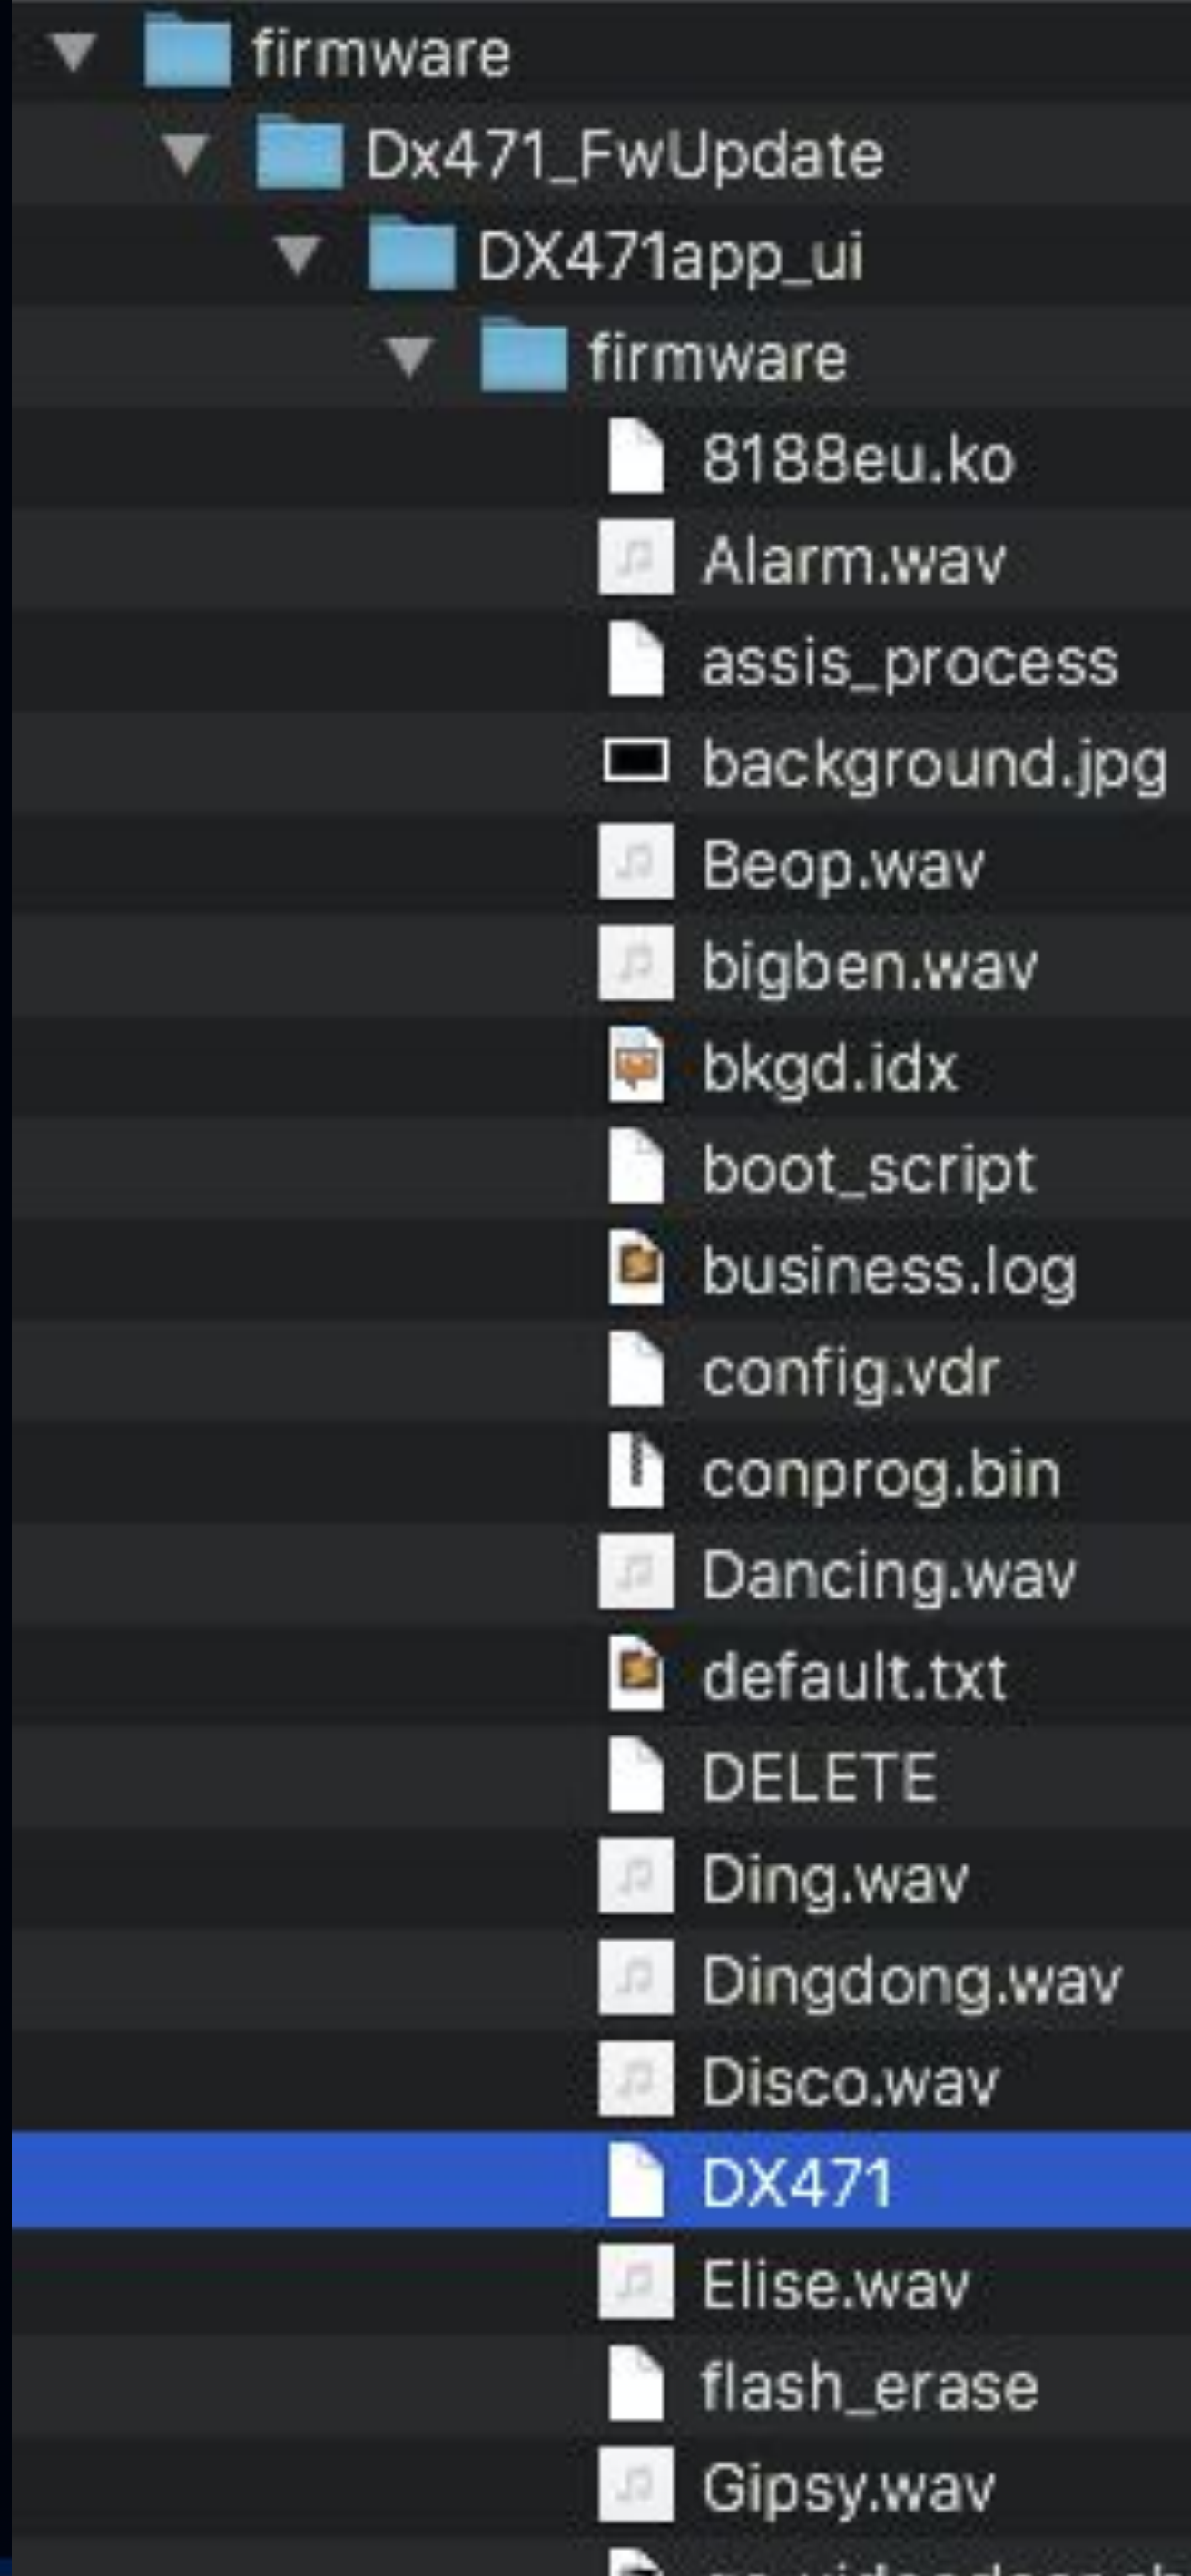 firmware
Dx471_FwUpdate
DX471app_ui
firmware
8188eu.ko
Alarm.wav
assis_process
background.jpg
Beop.wav
bigben.wav
bkgd.idx
boot_script
business.log
config.vdr
conprog.bin
Dancing.wav
default.txt
DELETE
Ding.wav
Dingdong.wav
Disco.wav
DX471
Elise.wav
flash_erase
Gipsy.wav